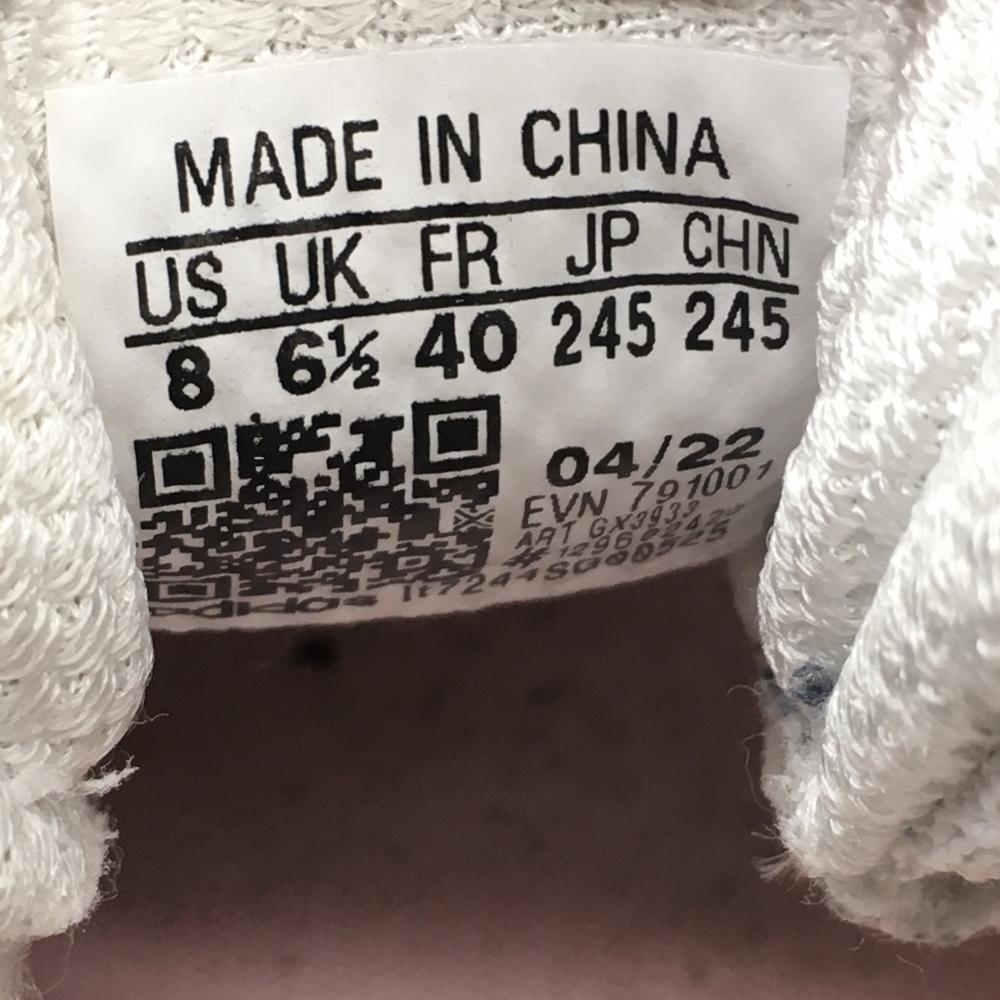 MADE IN CHINA
US UK FR JP CHN
8 6½ 40 245 245
04/22
EVN 791001
ART GX3933
adidas